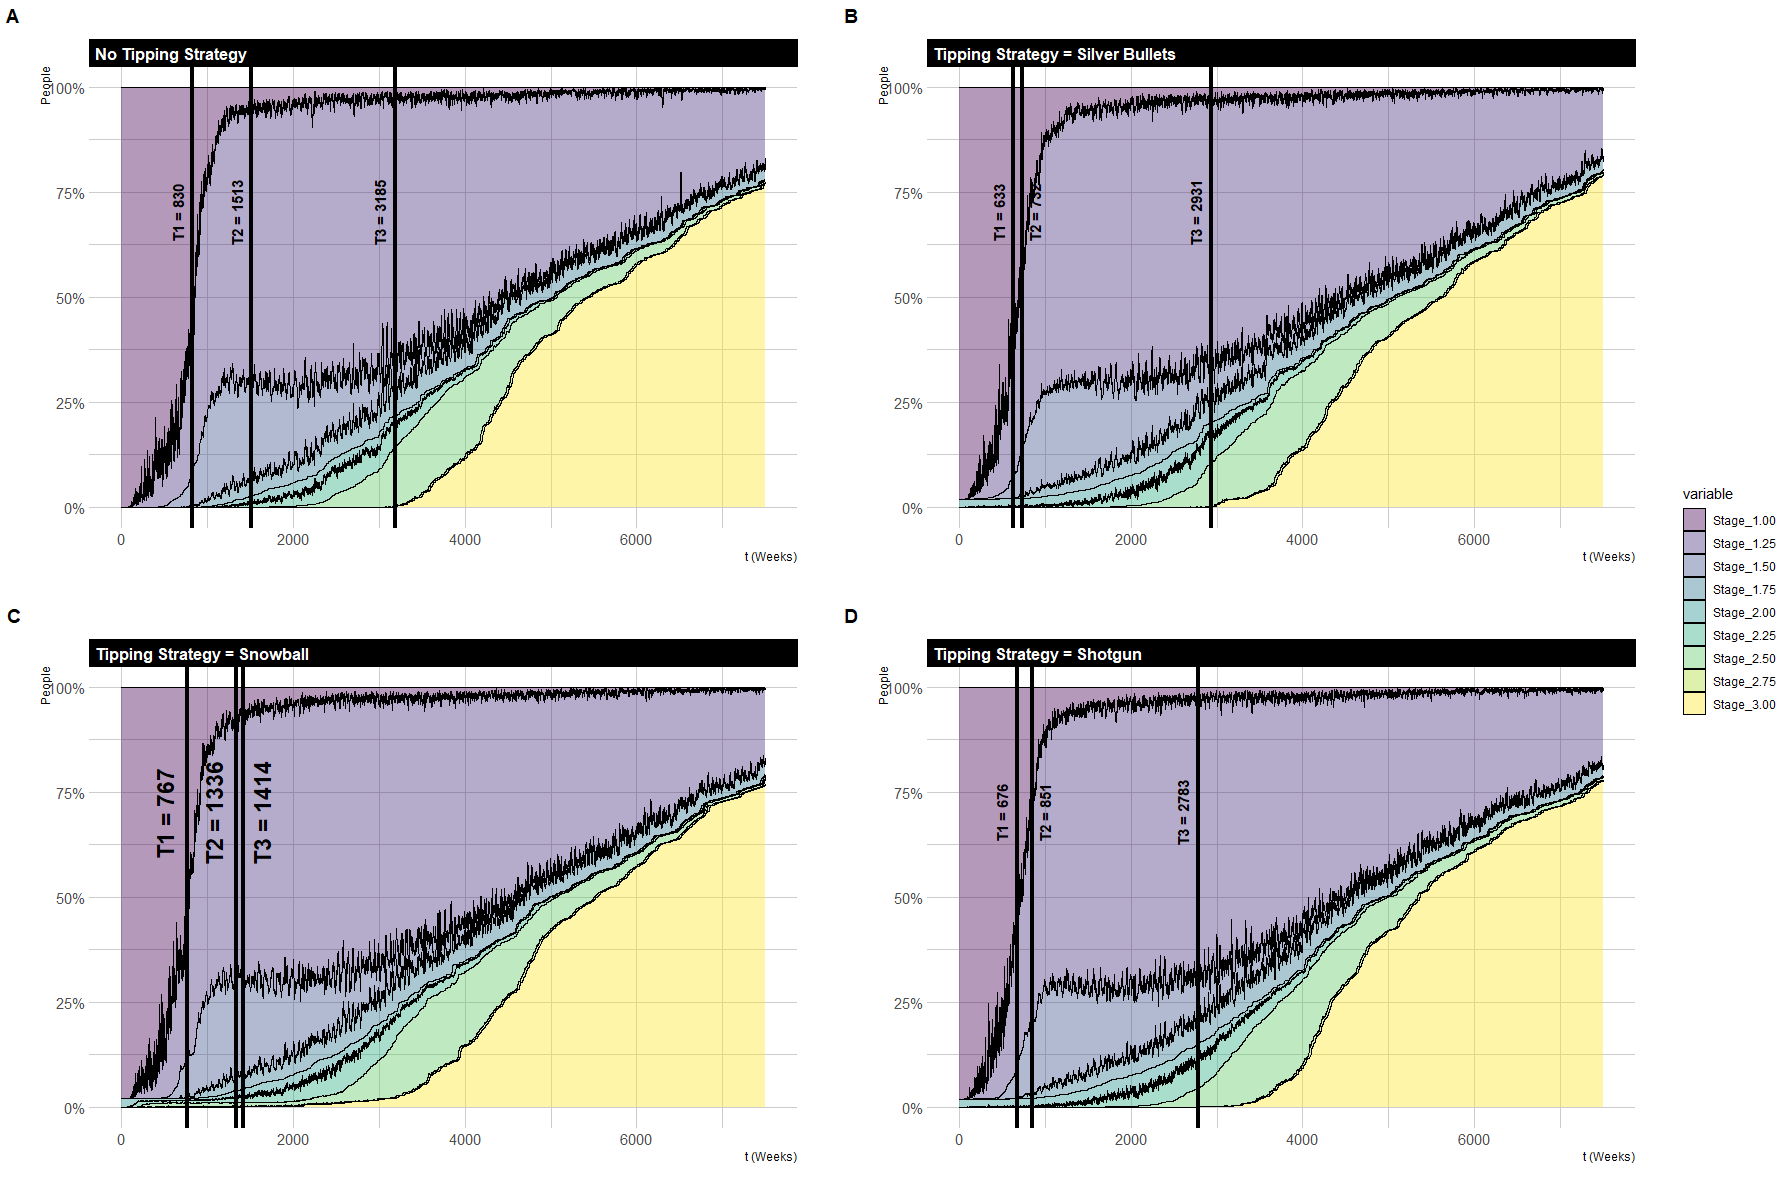 A
No Tipping Strategy
People
100%
75%
50%
25%
0%
T1 = 830
T2 = 1513
T3 = 3185
0
2000
4000
6000
t (Weeks)
B
Tipping Strategy = Silver Bullets
People
100%
75%
50%
25%
0%
T1 = 633
T2 = 732
T3 = 2931
0
2000
4000
6000
t (Weeks)
variable
Stage_1.00
Stage_1.25
Stage_1.50
Stage_1.75
Stage_2.00
Stage_2.25
Stage_2.50
Stage_2.75
Stage_3.00
C
Tipping Strategy = Snowball
People
100%
75%
50%
25%
0%
T1 = 767
T2 = 1336
T3 = 1414
0
2000
4000
6000
t (Weeks)
D
Tipping Strategy = Shotgun
People
100%
75%
50%
25%
0%
T1 = 676
T2 = 851
T3 = 2783
0
2000
4000
6000
t (Weeks)